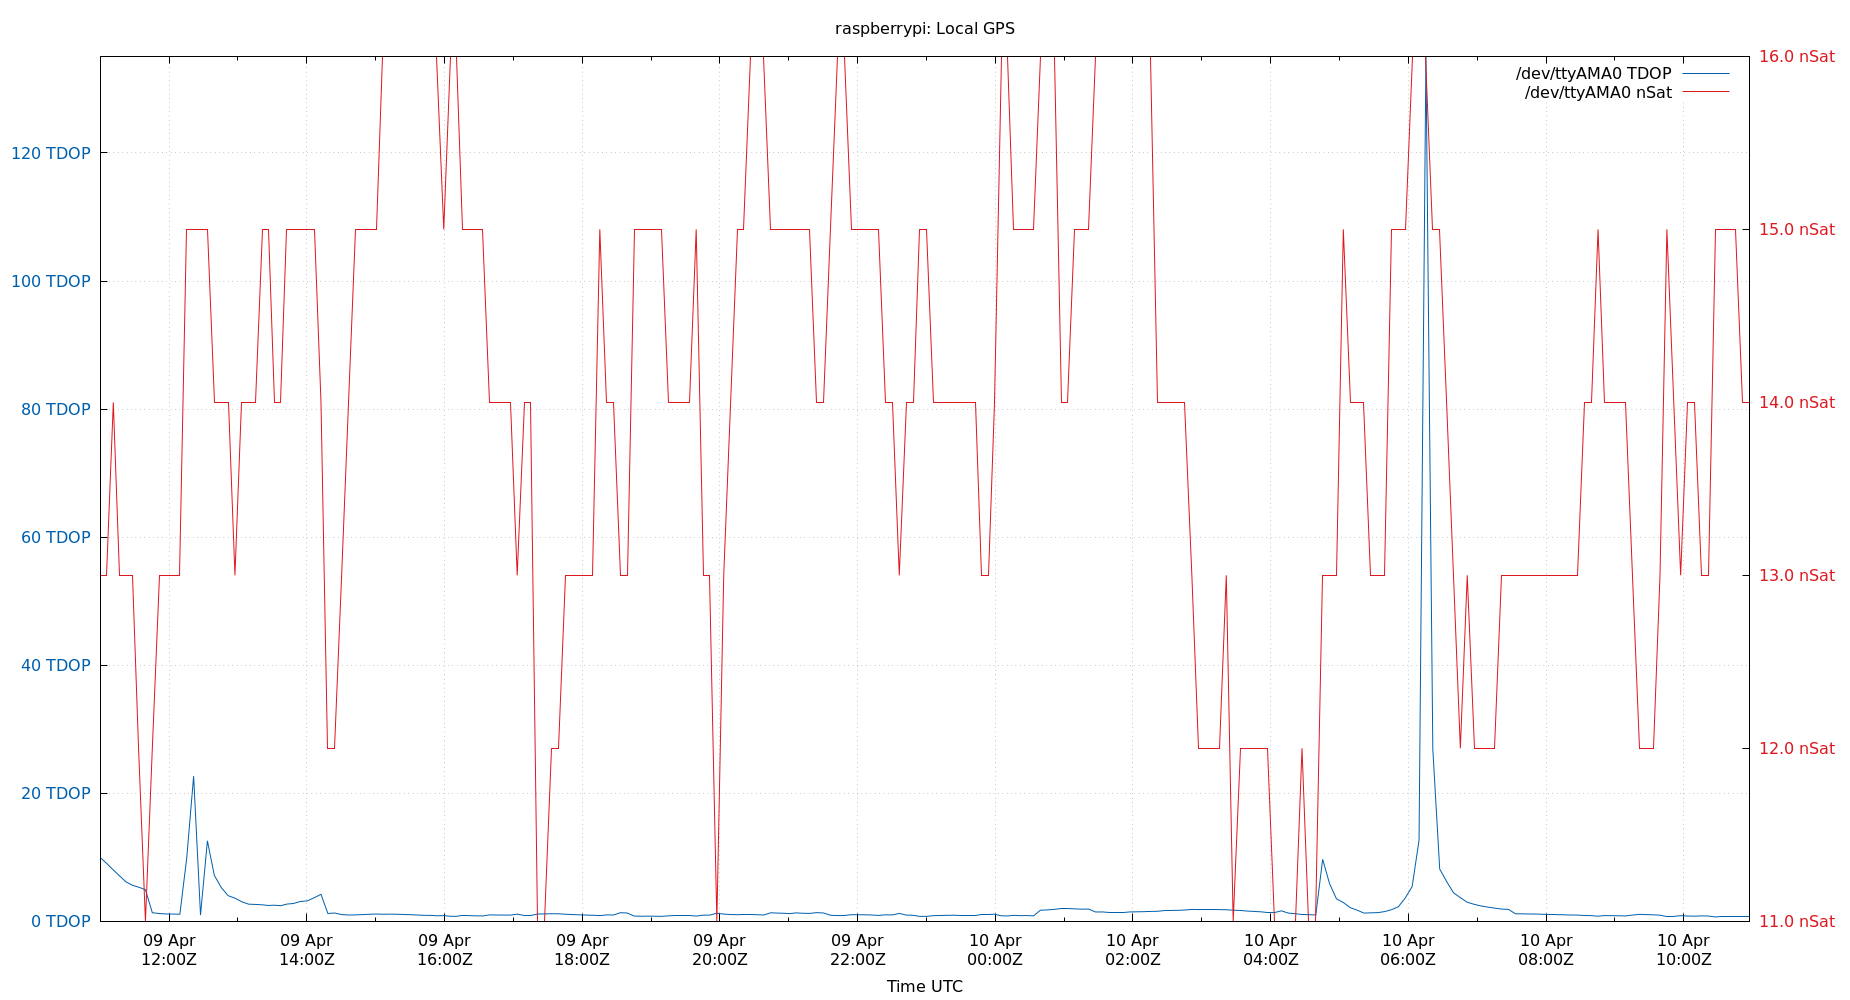 raspberrypi: Local GPS
/dev/ttyAMA0 TDOP
/dev/ttyAMA0 nSat
120 TDOP
100 TDOP
80 TDOP
60 TDOP
40 TDOP
20 TDOP
0 TDOP
16.0 nSat
15.0 nSat
14.0 nSat
13.0 nSat
12.0 nSat
11.0 nSat
09 Apr
12:00Z
09 Apr
14:00Z
09 Apr
16:00Z
09 Apr
18:00Z
09 Apr
20:00Z
09 Apr
22:00Z
10 Apr
00:00Z
10 Apr
02:00Z
10 Apr
04:00Z
10 Apr
06:00Z
10 Apr
08:00Z
10 Apr
10:00Z
Time UTC